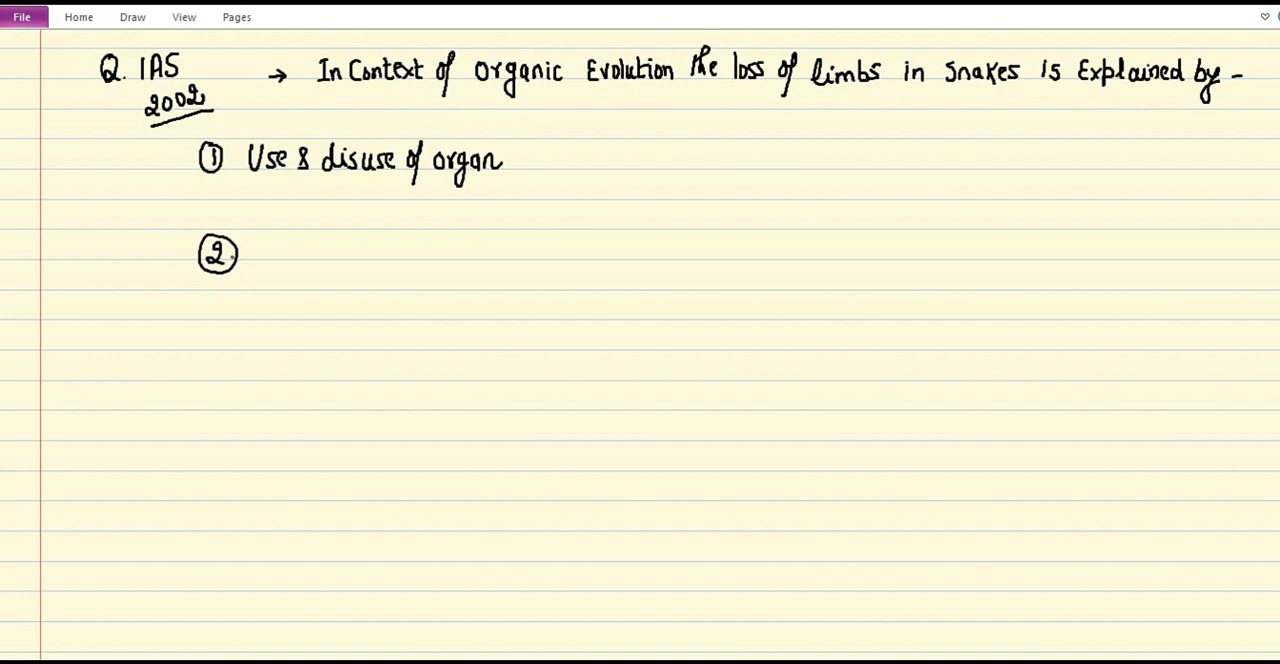 File Home Draw View Pages
Q. IAS → In Context of organic Evolution the loss of limbs in snakes is Explained by -
2002
① Use & disuse of organ
②